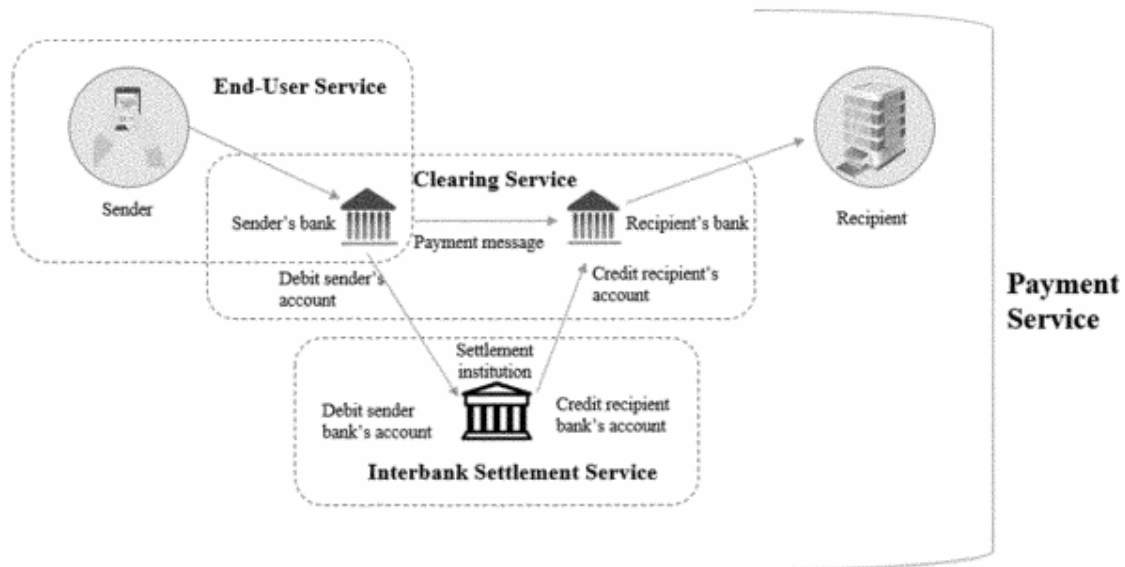 End-User Service
Sender
Clearing Service
Sender's bank
Payment message
Recipient's bank
Recipient
Debit sender's
account
Credit recipient's
account
Payment
Service
Settlement
institution
Debit sender
bank's account
Credit recipient
bank's account
Interbank Settlement Service